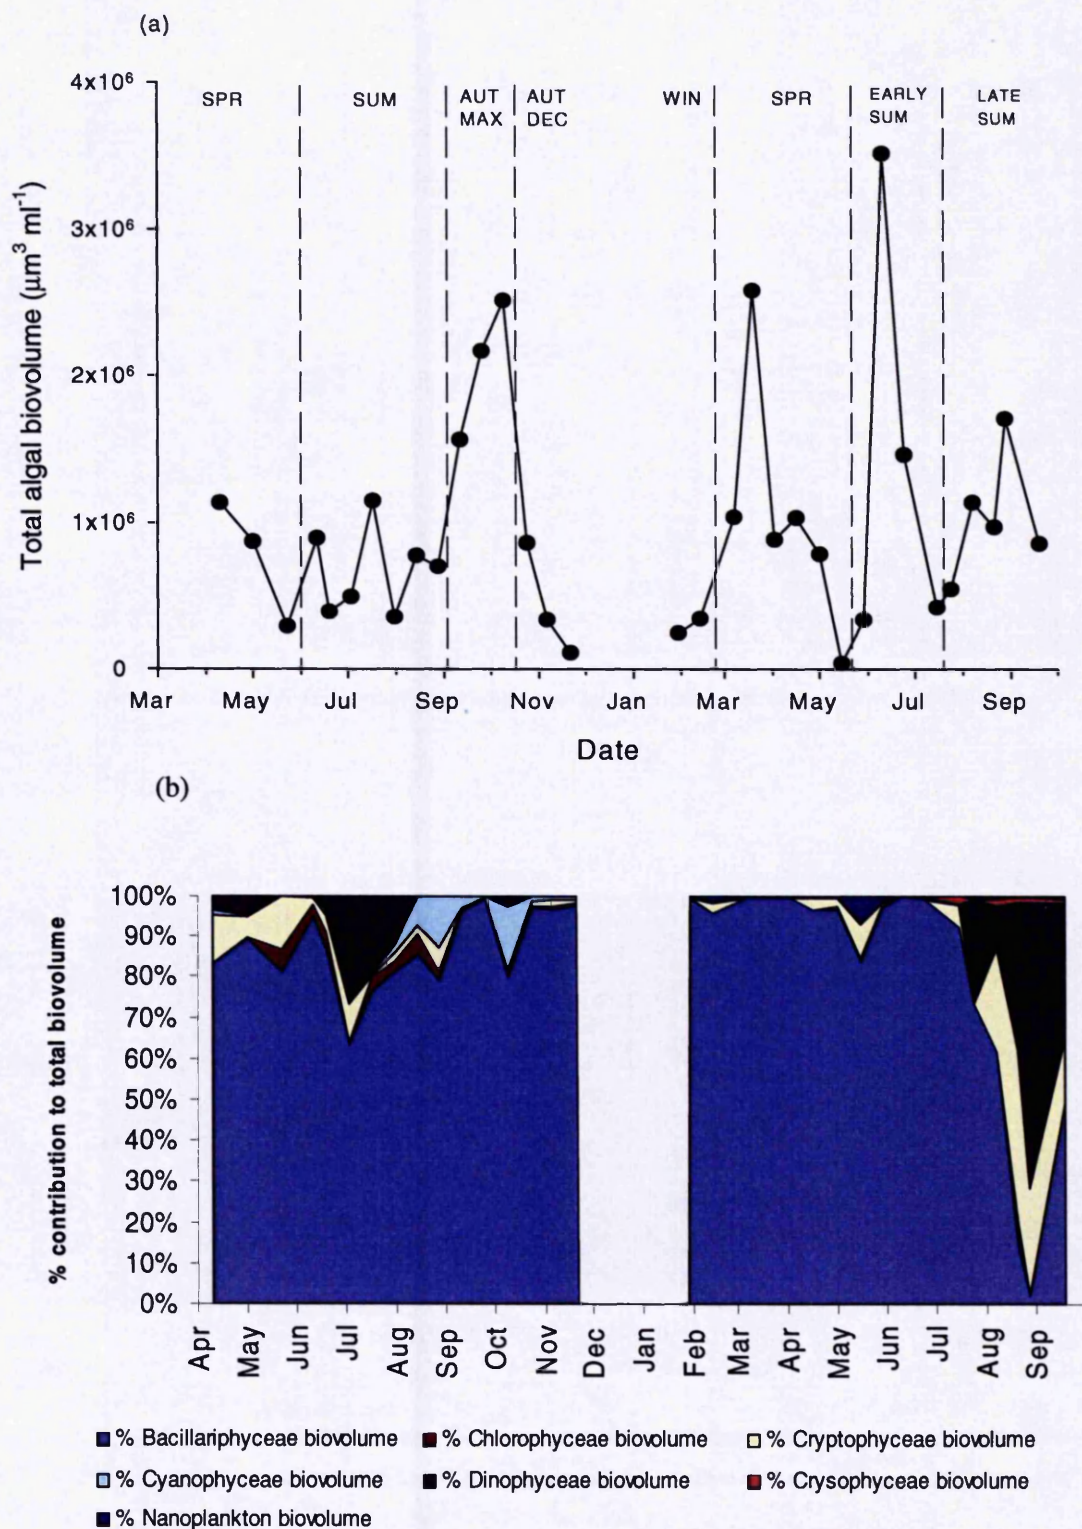 (a)
4x10⁶
3x10⁶
2x10⁶
1x10⁶
0
Total algal biovolume (μm³ ml⁻¹)
SPR
SUM
AUT
MAX
AUT
DEC
WIN
SPR
EARLY
SUM
LATE
SUM
Mar May Jul Sep Nov Jan Mar May Jul Sep
Date
(b)
100%
90%
80%
70%
60%
50%
40%
30%
20%
10%
0%
% contribution to total biovolume
Apr May Jun Jul Aug Sep Oct Nov Dec Jan Feb Mar Apr May Jun Jul Aug Sep
% Bacillariphyceae biovolume % Chlorophyceae biovolume % Cryptophyceae biovolume
% Cyanophyceae biovolume % Dinophyceae biovolume % Crysophyceae biovolume
% Nanoplankton biovolume